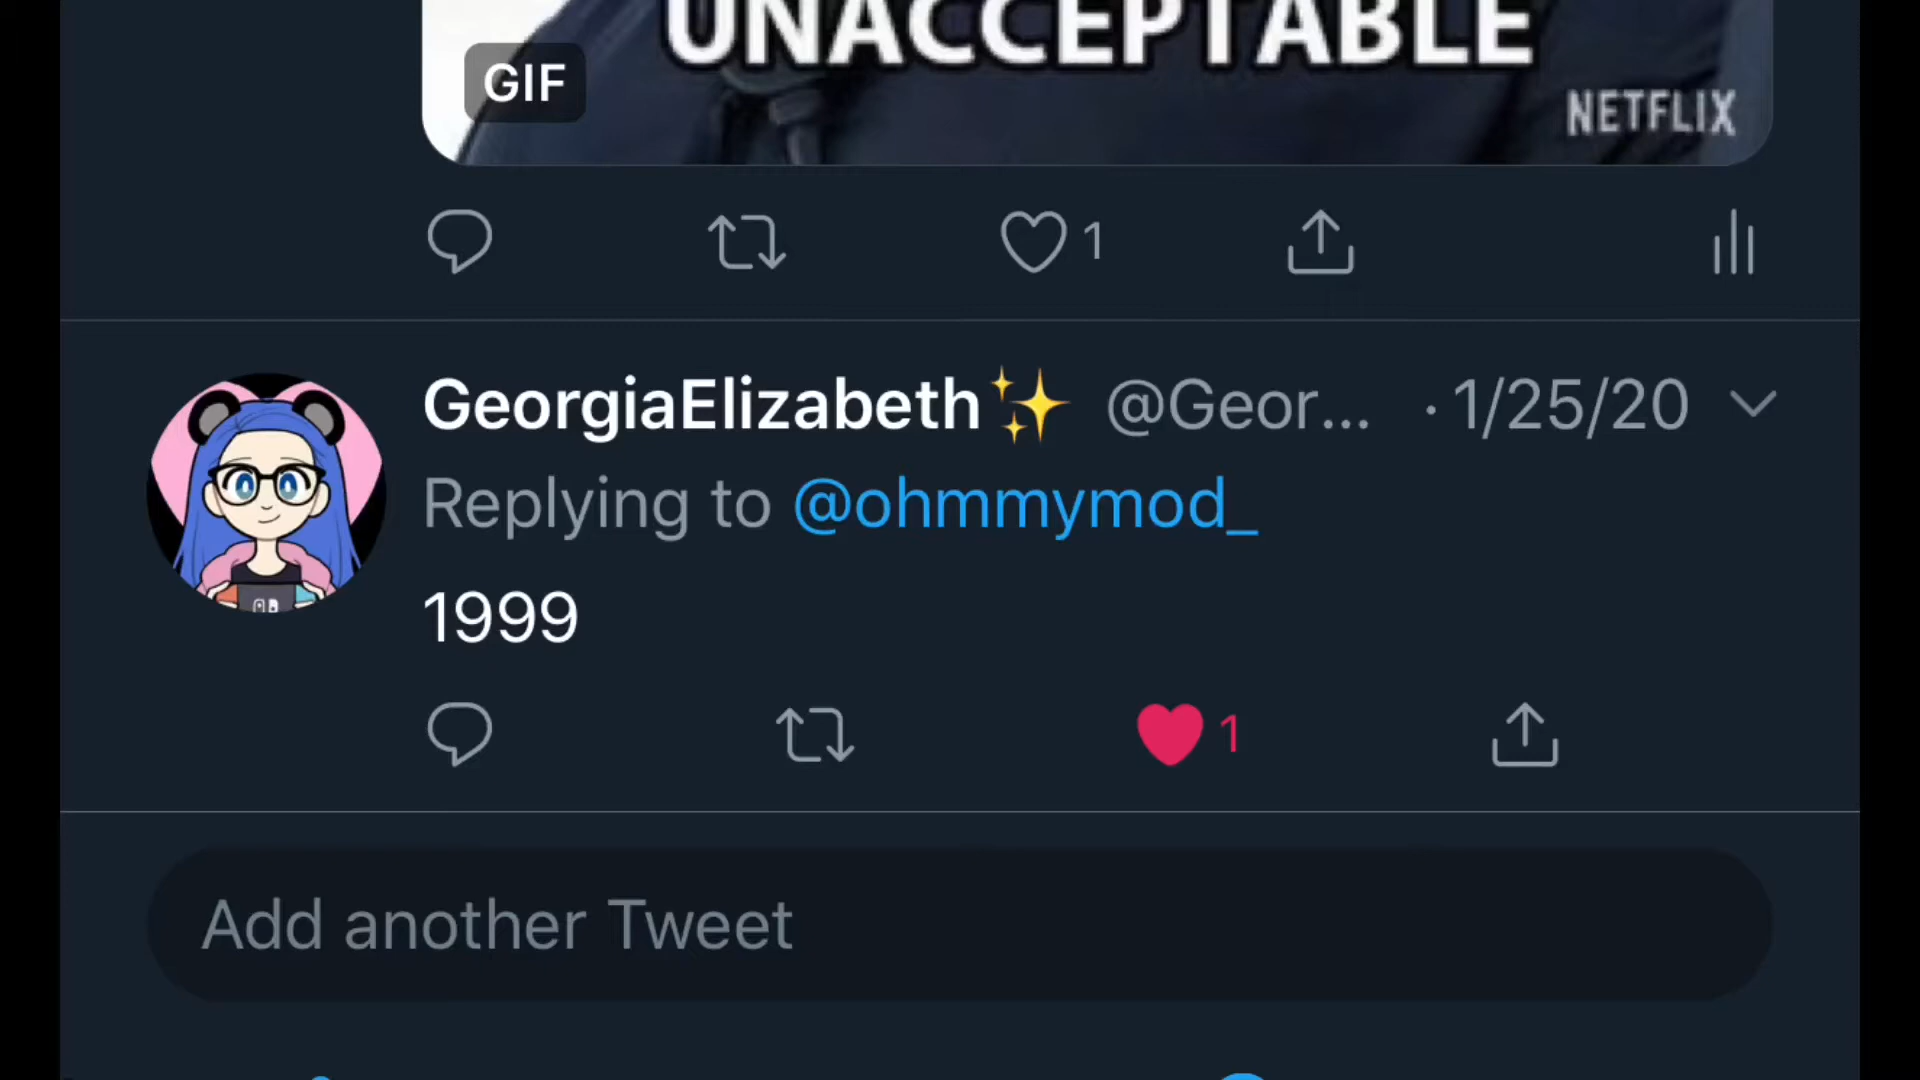 UNACCEPTABLE
GIF
NETFLIX
1
GeorgiaElizabeth✨ @Geor... · 1/25/20
Replying to @ohmmymod_
1999
1
Add another Tweet